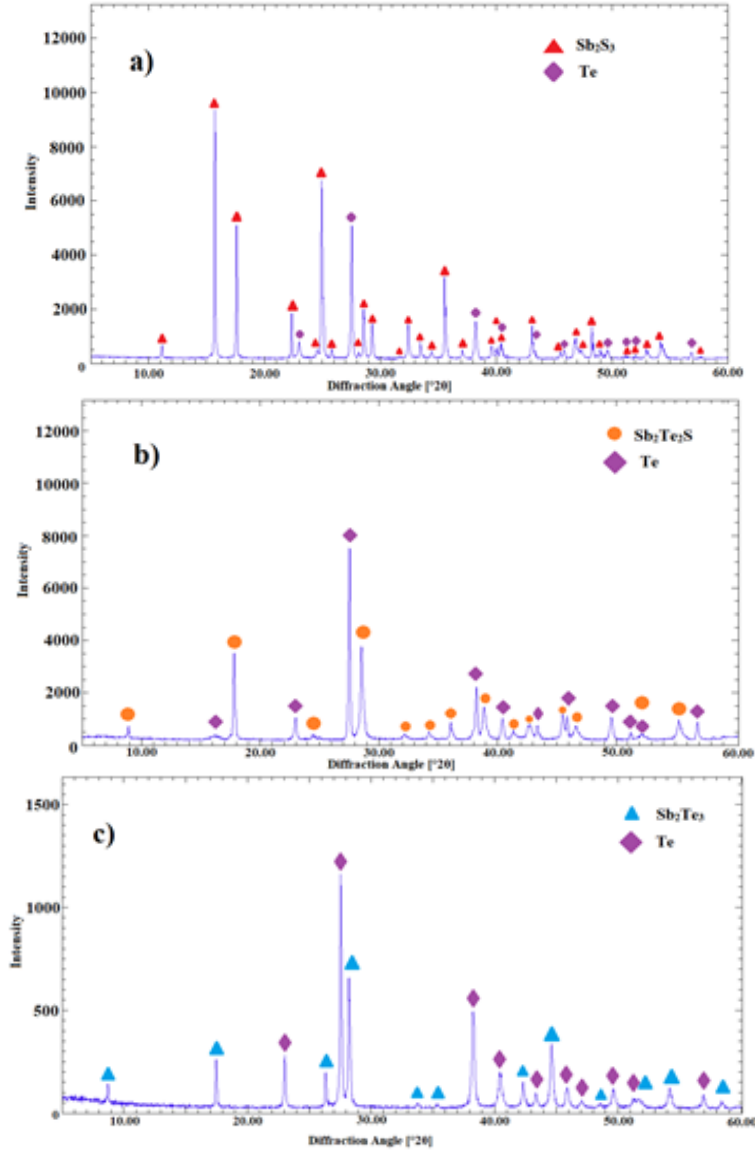 12000
a)
Sb₂S₃
Te
10000
8000
6000
4000
2000
0
Intensity
10.00 20.00 30.00 40.00 50.00 60.00
Diffraction Angle [°2θ]
12000
b)
Sb₂Te₂S
Te
10000
8000
6000
4000
2000
0
Intensity
10.00 20.00 30.00 40.00 50.00 60.00
Diffraction Angle [°2θ]
1500
c)
Sb₂Te₃
Te
1000
500
0
Intensity
10.00 20.00 30.00 40.00 50.00 60.00
Diffraction Angle [°2θ]